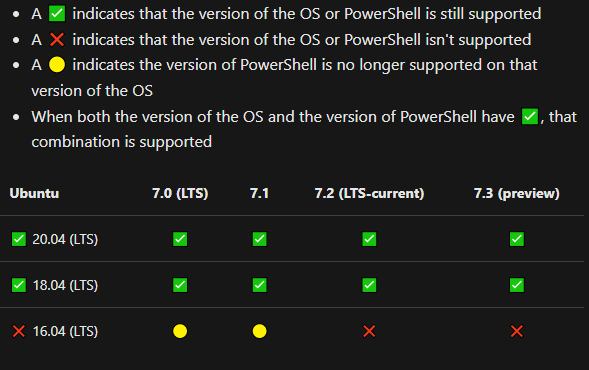 • A ✅ indicates that the version of the OS or PowerShell is still supported
• A ❌ indicates that the version of the OS or PowerShell isn't supported
• A 🟡 indicates the version of PowerShell is no longer supported on that
version of the OS
• When both the version of the OS and the version of PowerShell have ✅, that
combination is supported
Ubuntu 7.0 (LTS) 7.1 7.2 (LTS-current) 7.3 (preview)
✅ 20.04 (LTS) ✅ ✅ ✅ ✅
✅ 18.04 (LTS) ✅ ✅ ✅ ✅
❌ 16.04 (LTS) 🟡 🟡 ❌ ❌